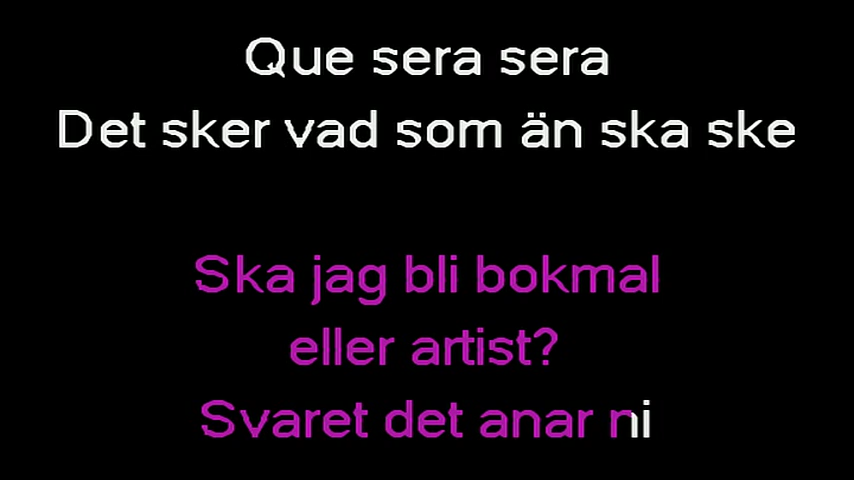 Que sera sera
Det sker vad som än ska ske
Ska jag bli bokmal
eller artist?
Svaret det anar ni